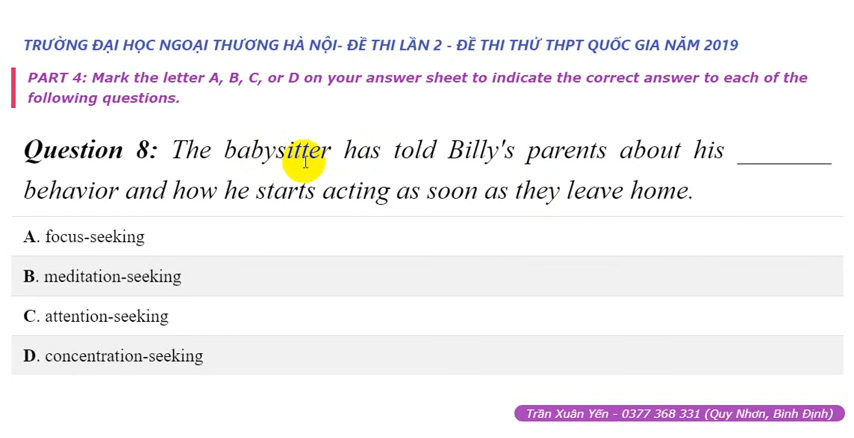 TRƯỜNG ĐẠI HỌC NGOẠI THƯƠNG HÀ NỘI- ĐỀ THI LẦN 2 - ĐỀ THI THỬ THPT QUỐC GIA NĂM 2019
PART 4: Mark the letter A, B, C, or D on your answer sheet to indicate the correct answer to each of the
following questions.
Question 8: The babysitter has told Billy's parents about his _________
behavior and how he starts acting as soon as they leave home.
A. focus-seeking
B. meditation-seeking
C. attention-seeking
D. concentration-seeking
Trần Xuân Yến - 0377 368 331 (Quy Nhơn, Bình Định)